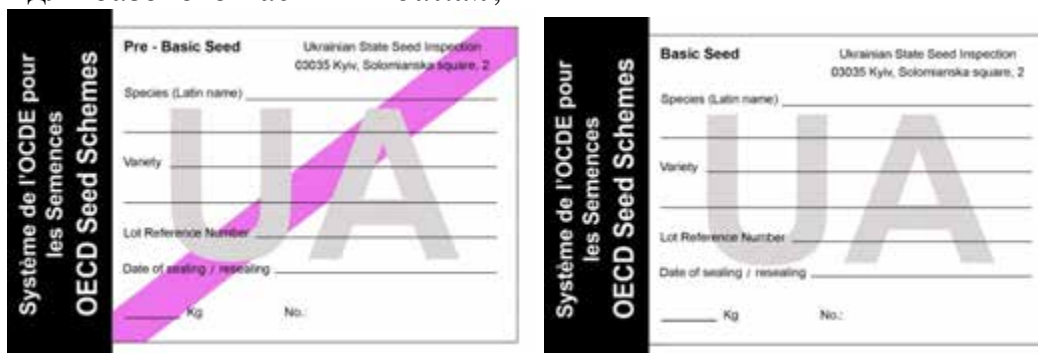 Système de l'OCDE pour
les Semences
OECD Seed Schemes
Pre - Basic Seed
Ukrainian State Seed Inspection
03035 Kyiv, Solomianska square, 2
Species (Latin name)
Variety
UA
Lot Reference Number
Date of sealing / resealing
Kg No.:
Système de l'OCDE pour
les Semences
OECD Seed Schemes
Basic Seed
Ukrainian State Seed Inspection
03035 Kyiv, Solomianska square, 2
Species (Latin name)
Variety
UA
Lot Reference Number
Date of sealing / resealing
Kg No.: